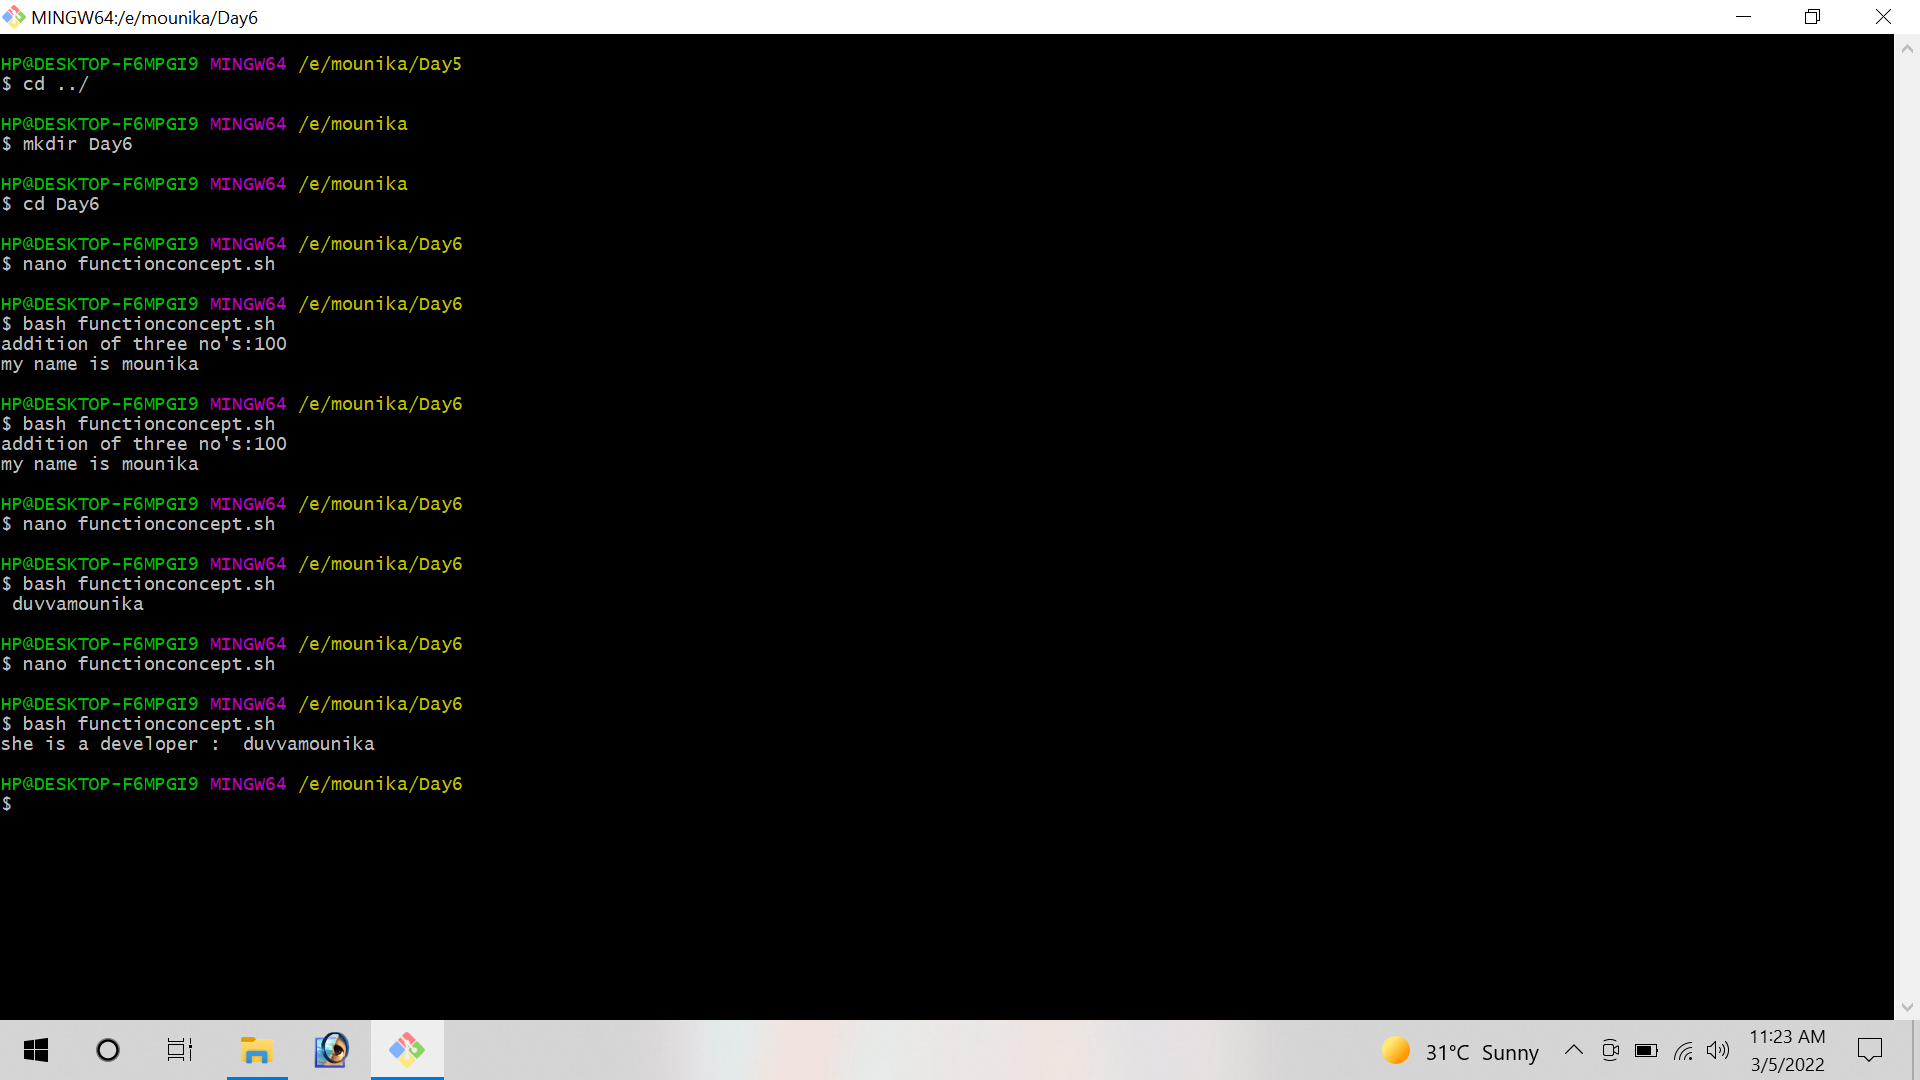 MINGW64:/e/mounika/Day6
HP@DESKTOP-F6MPGI9 MINGW64 /e/mounika/Day5
$ cd ../
HP@DESKTOP-F6MPGI9 MINGW64 /e/mounika
$ mkdir Day6
HP@DESKTOP-F6MPGI9 MINGW64 /e/mounika
$ cd Day6
HP@DESKTOP-F6MPGI9 MINGW64 /e/mounika/Day6
$ nano functionconcept.sh
HP@DESKTOP-F6MPGI9 MINGW64 /e/mounika/Day6
$ bash functionconcept.sh
addition of three no's:100
my name is mounika
HP@DESKTOP-F6MPGI9 MINGW64 /e/mounika/Day6
$ bash functionconcept.sh
addition of three no's:100
my name is mounika
HP@DESKTOP-F6MPGI9 MINGW64 /e/mounika/Day6
$ nano functionconcept.sh
HP@DESKTOP-F6MPGI9 MINGW64 /e/mounika/Day6
$ bash functionconcept.sh
 duvvamounika
HP@DESKTOP-F6MPGI9 MINGW64 /e/mounika/Day6
$ nano functionconcept.sh
HP@DESKTOP-F6MPGI9 MINGW64 /e/mounika/Day6
$ bash functionconcept.sh
she is a developer :  duvvamounika
HP@DESKTOP-F6MPGI9 MINGW64 /e/mounika/Day6
$
31°C Sunny
11:23 AM
3/5/2022